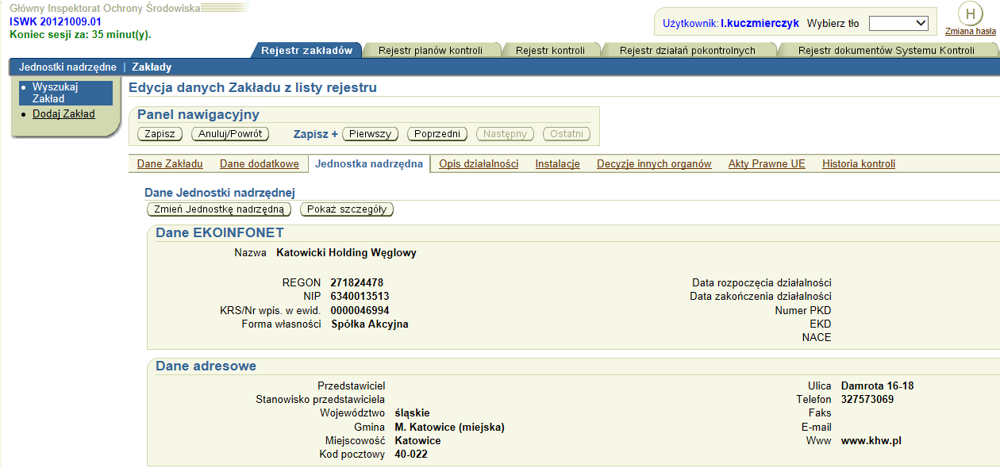 Główny Inspektorat Ochrony Środowiska
ISWK 20121009.01
Koniec sesji za: 35 minut(y).
Użytkownik: l.kuczmierczyk Wybierz tło
H
Zmiana hasła
Rejestr zakładów Rejestr planów kontroli Rejestr kontroli Rejestr działań pokontrolnych Rejestr dokumentów Systemu Kontroli
Jednostki nadrzędne | Zakłady
Wyszukaj
Zakład
Dodaj Zakład
Edycja danych Zakładu z listy rejestru
Panel nawigacyjny
Zapisz Anuluj/Powrót Zapisz + Pierwszy Poprzedni Następny Ostatni
Dane Zakładu Dane dodatkowe Jednostka nadrzędna Opis działalności Instalacje Decyzje innych organów Akty Prawne UE Historia kontroli
Dane Jednostki nadrzędnej
Zmień Jednostkę nadrzędną Pokaż szczegóły
Dane EKOINFONET
Nazwa Katowicki Holding Węglowy
REGON 271824478 Data rozpoczęcia działalności
NIP 6340013513 Data zakończenia działalności
KRS/Nr wpis. w ewid. 0000046994 Numer PKD
Forma własności Spółka Akcyjna EKD
NACE
Dane adresowe
Przedstawiciel Ulica Damrota 16-18
Stanowisko przedstawiciela Telefon 327573069
Województwo śląskie Faks
Gmina M. Katowice (miejska) E-mail
Miejscowość Katowice Www www.khw.pl
Kod pocztowy 40-022